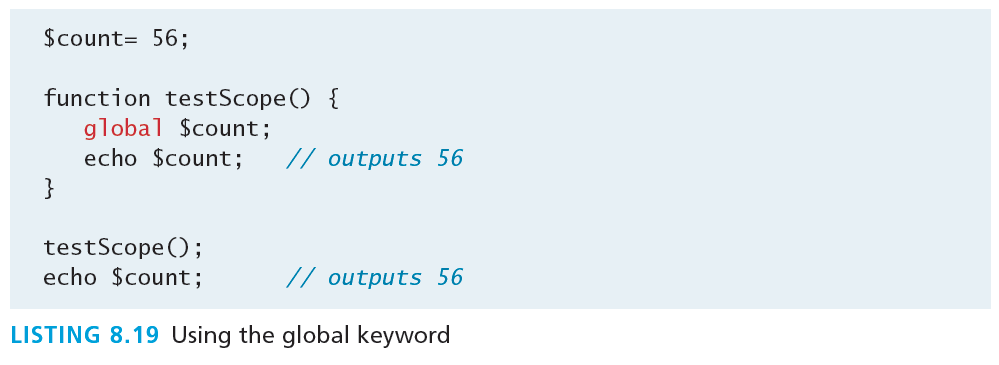 $count= 56;
function testScope() {
global $count;
echo $count; // outputs 56
}
testScope();
echo $count; // outputs 56
LISTING 8.19 Using the global keyword